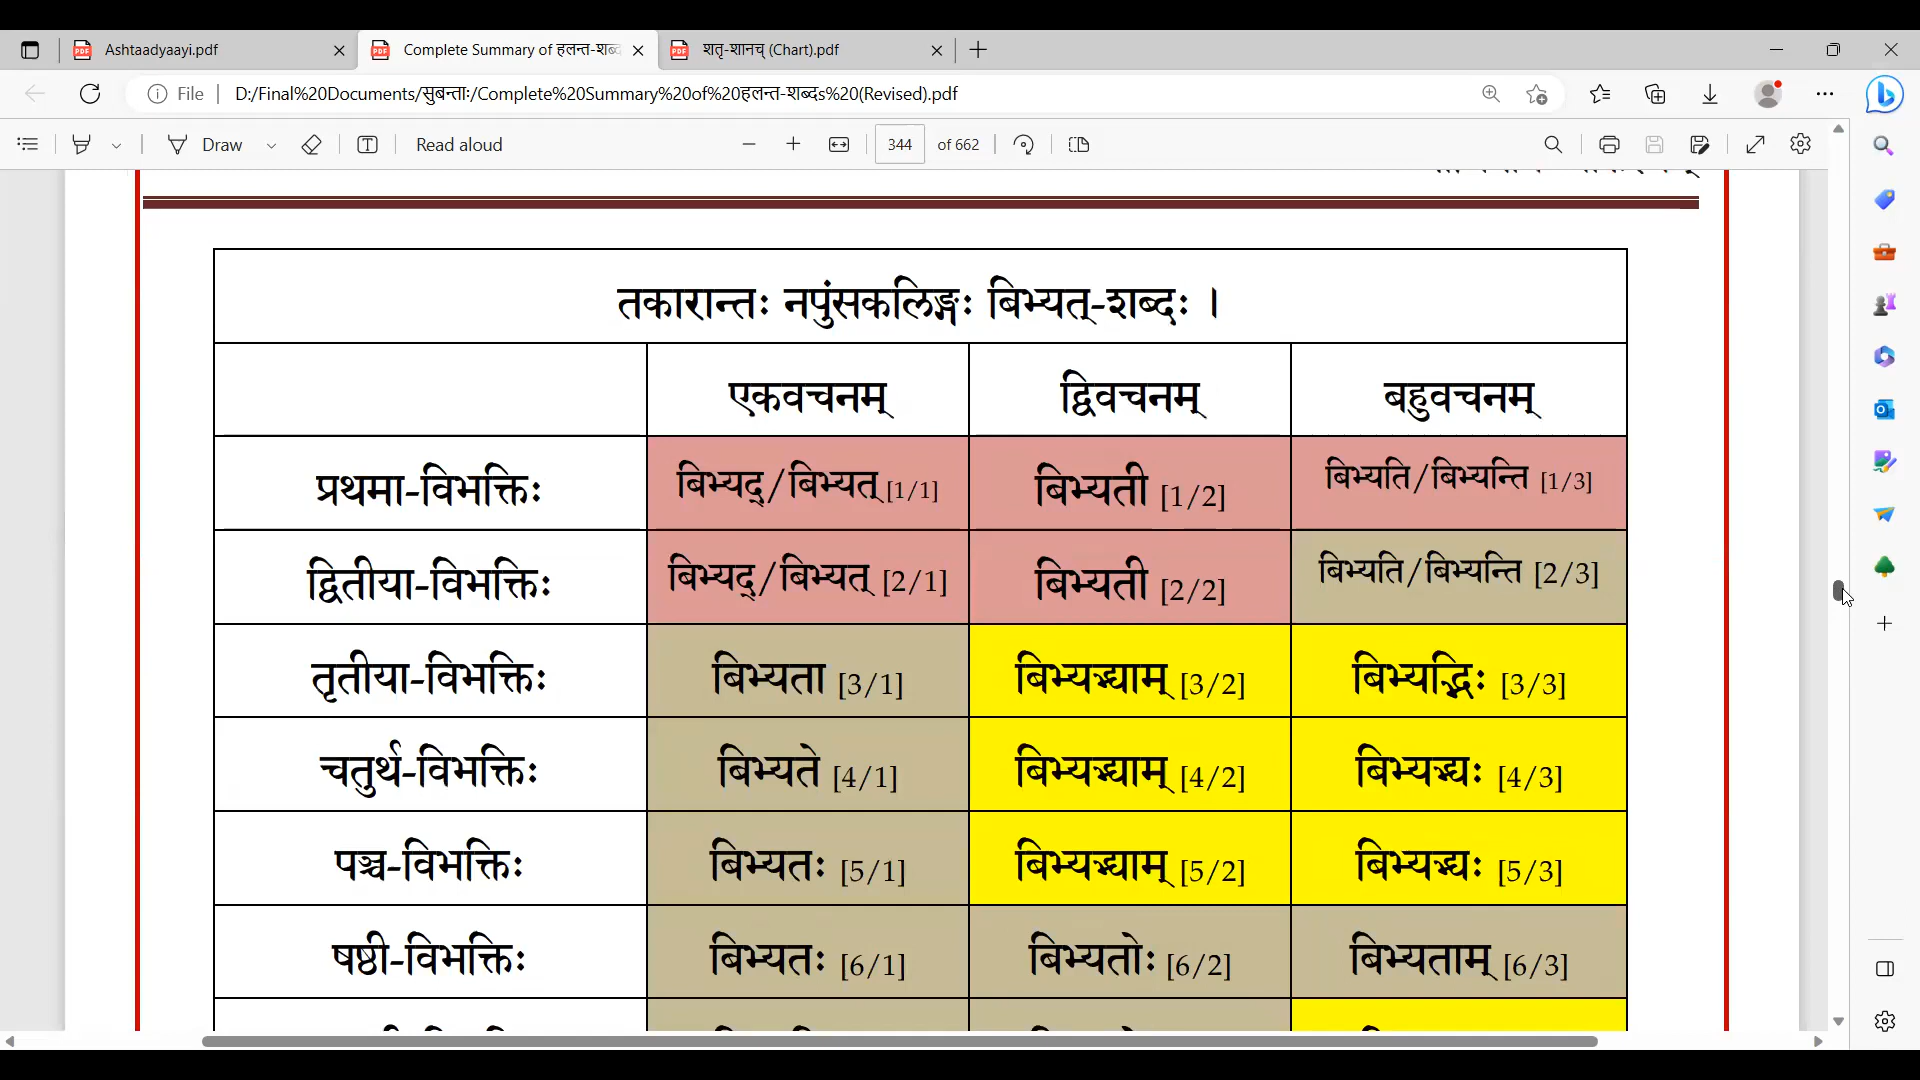 Ashtaadyaayi.pdf
Complete Summary of हलन्त-शब्द
शतृ-शानच् (Chart).pdf
File
D:/Final%20Documents/सुबन्ताः/Complete%20Summary%20of%20हलन्त-शब्दs%20(Revised).pdf
Draw
Read aloud
344 of 662
तकारान्तः नपुंसकलिङ्गः बिभ्यत्-शब्दः ।
एकवचनम् द्विवचनम् बहुवचनम्
प्रथमा-विभक्तिः बिभ्यद्/बिभ्यत् [1/1] बिभ्यती [1/2] बिभ्यति/बिभ्यन्ति [1/3]
द्वितीया-विभक्तिः बिभ्यद्/बिभ्यत् [2/1] बिभ्यती [2/2] बिभ्यति/बिभ्यन्ति [2/3]
तृतीया-विभक्तिः बिभ्यता [3/1] बिभ्यद्भ्याम् [3/2] बिभ्यद्भिः [3/3]
चतुर्थ-विभक्तिः बिभ्यते [4/1] बिभ्यद्भ्याम् [4/2] बिभ्यद्भ्यः [4/3]
पञ्च-विभक्तिः बिभ्यतः [5/1] बिभ्यद्भ्याम् [5/2] बिभ्यद्भ्यः [5/3]
षष्ठी-विभक्तिः बिभ्यतः [6/1] बिभ्यतोः [6/2] बिभ्यताम् [6/3]